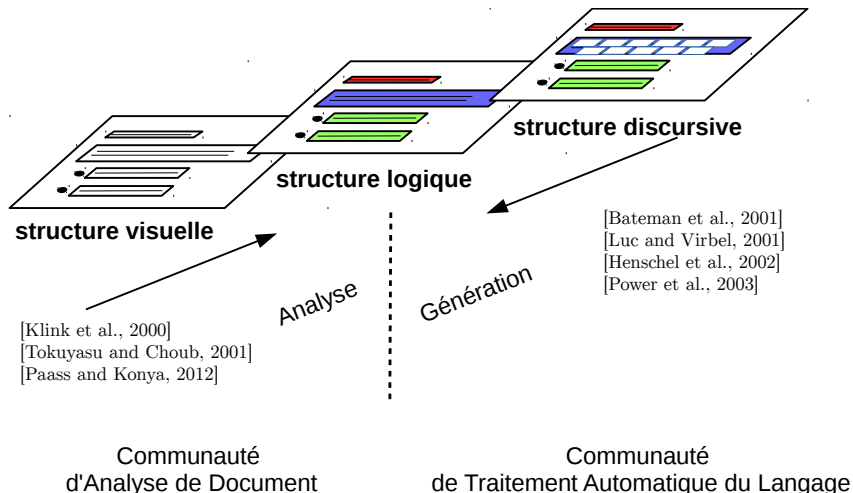 structure discursive
structure logique
structure visuelle
[Bateman et al., 2001]
[Luc and Virbel, 2001]
[Henschel et al., 2002]
[Power et al., 2003]
Analyse
Génération
[Klink et al., 2000]
[Tokuyasu and Choub, 2001]
[Paass and Konya, 2012]
Communauté
d'Analyse de Document
Communauté
de Traitement Automatique du Langage